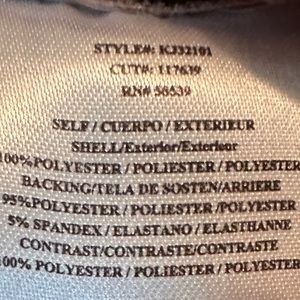 STYLE#: KJ32101
CUT#: 117639
RN# 58539
SELF / CUERPO / EXTERIEUR
SHELL/Exterior/Exterieur
100%POLYESTER / POLIESTER / POLYESTER
BACKING/TELA DE SOSTEN/ARRIERE
95%POLYESTER / POLIESTER /POLYESTER
5% SPANDEX / ELASTANO / ELASTHANNE
CONTRAST/CONTRASTE/CONTRASTE
100% POLYESTER / POLIESTER / POLYESTER